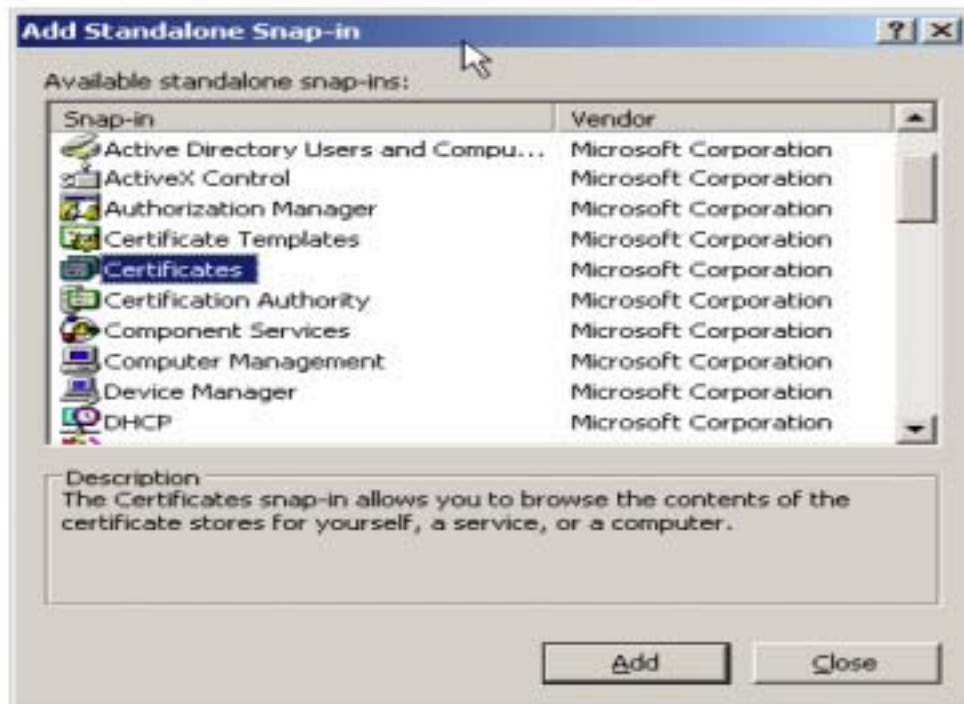 Add Standalone Snap-in
Available standalone snap-ins:
Snap-in Vendor
Active Directory Users and Compu... Microsoft Corporation
ActiveX Control Microsoft Corporation
Authorization Manager Microsoft Corporation
Certificate Templates Microsoft Corporation
Certificates Microsoft Corporation
Certification Authority Microsoft Corporation
Component Services Microsoft Corporation
Computer Management Microsoft Corporation
Device Manager Microsoft Corporation
DHCP Microsoft Corporation
Description
The Certificates snap-in allows you to browse the contents of the
certificate stores for yourself, a service, or a computer.
Add Close